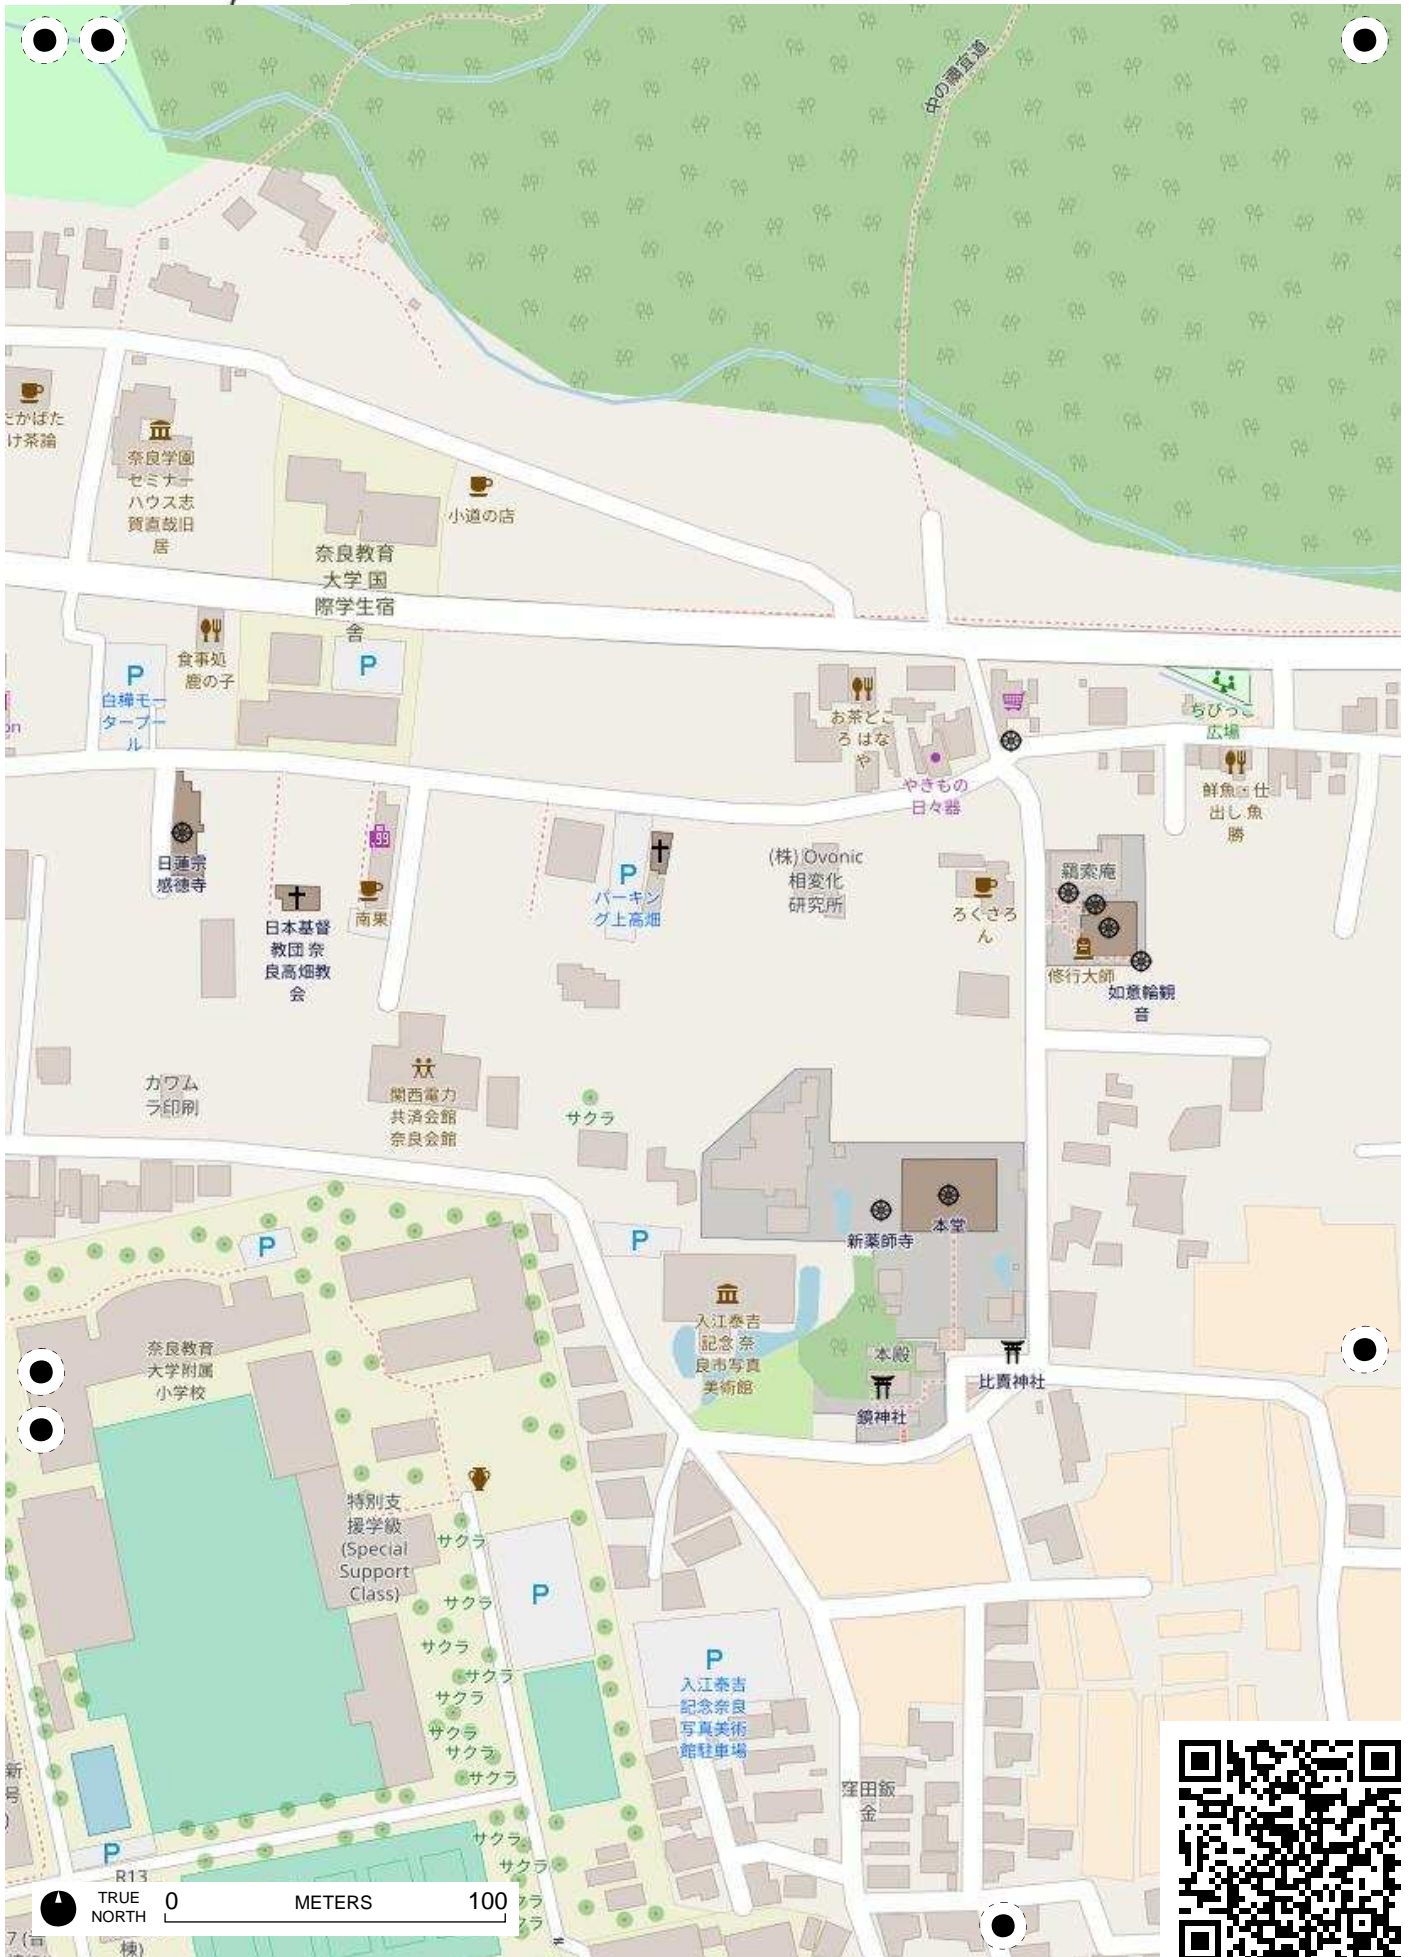 中の禰宜道
たかばた
け茶論
奈良学園
セミナー
ハウス志
賀直哉旧
居
小道の店
奈良教育
大学 国
際学生宿
舎
P
食事処
鹿の子
P
白樺モー
タープー
ル
on
お茶どこ
ろ はな
や
ちびっこ
広場
やきもの
日々器
鮮魚・仕
出し 魚
勝
99
日蓮宗
感徳寺
日本基督
教団 奈
良高畑教
会
南果
P
パーキン
グ上高畑
(株) Ovonic
相変化
研究所
ろくさろ
ん
羂索庵
修行大師
如意輪観
音
カワム
ラ印刷
関西電力
共済会館
奈良会館
サクラ
本堂
新薬師寺
P
P
入江泰吉
記念 奈
良市写真
美術館
奈良教育
大学附属
小学校
本殿
比賣神社
鏡神社
特別支
援学級
(Special
Support
Class)
サクラ
P
サクラ
サクラ
サクラ
サクラ
サクラ
サクラ
サクラ
P
入江泰吉
記念奈良
写真美術
館駐車場
窪田鈑
金
新
号
)
サクラ
サクラ
P
R13
棟)
クラ
クラ
TRUE
NORTH
0 METERS 100
7 (音